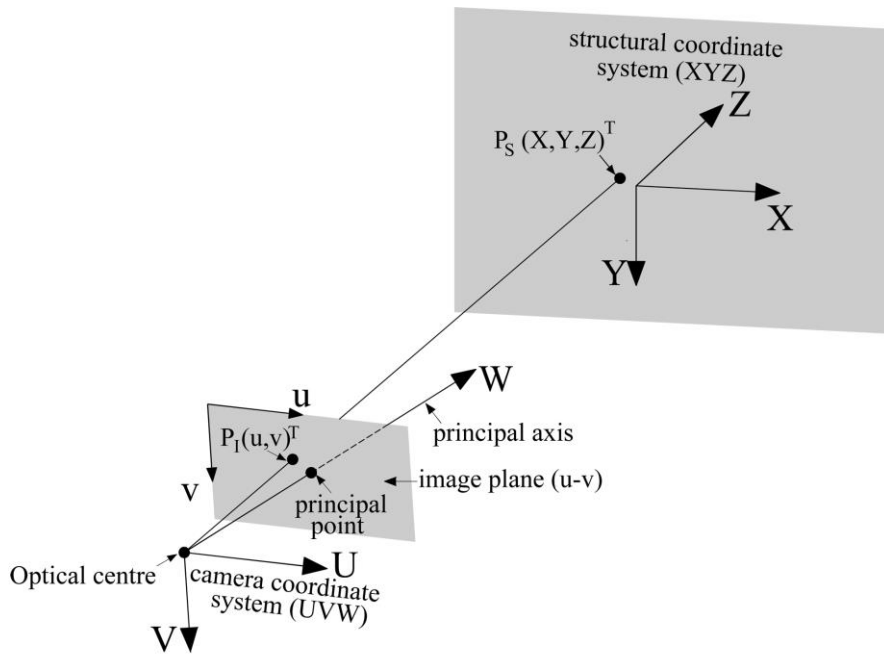 structural coordinate
system (XYZ)
Z
P_S (X,Y,Z)^T
X
Y
W
u
principal axis
P_I(u,v)^T
v
image plane (u-v)
principal
point
Optical centre
U
camera coordinate
system (UVW)
V